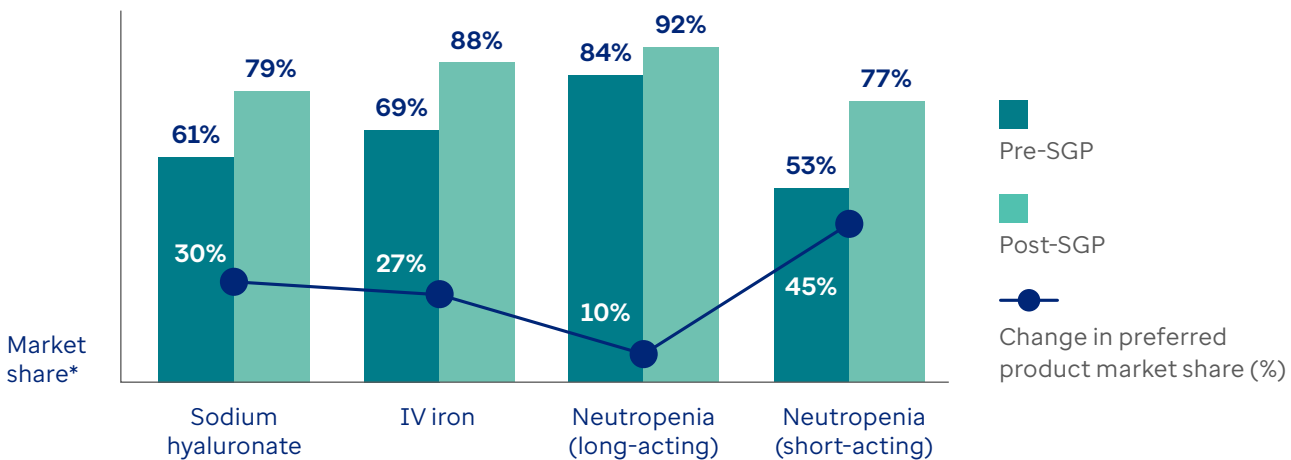 61%
79%
69%
88%
84%
92%
53%
77%
30%
27%
10%
45%
Market
share*
Sodium
hyaluronate
IV iron
Neutropenia
(long-acting)
Neutropenia
(short-acting)
Pre-SGP
Post-SGP
Change in preferred
product market share (%)